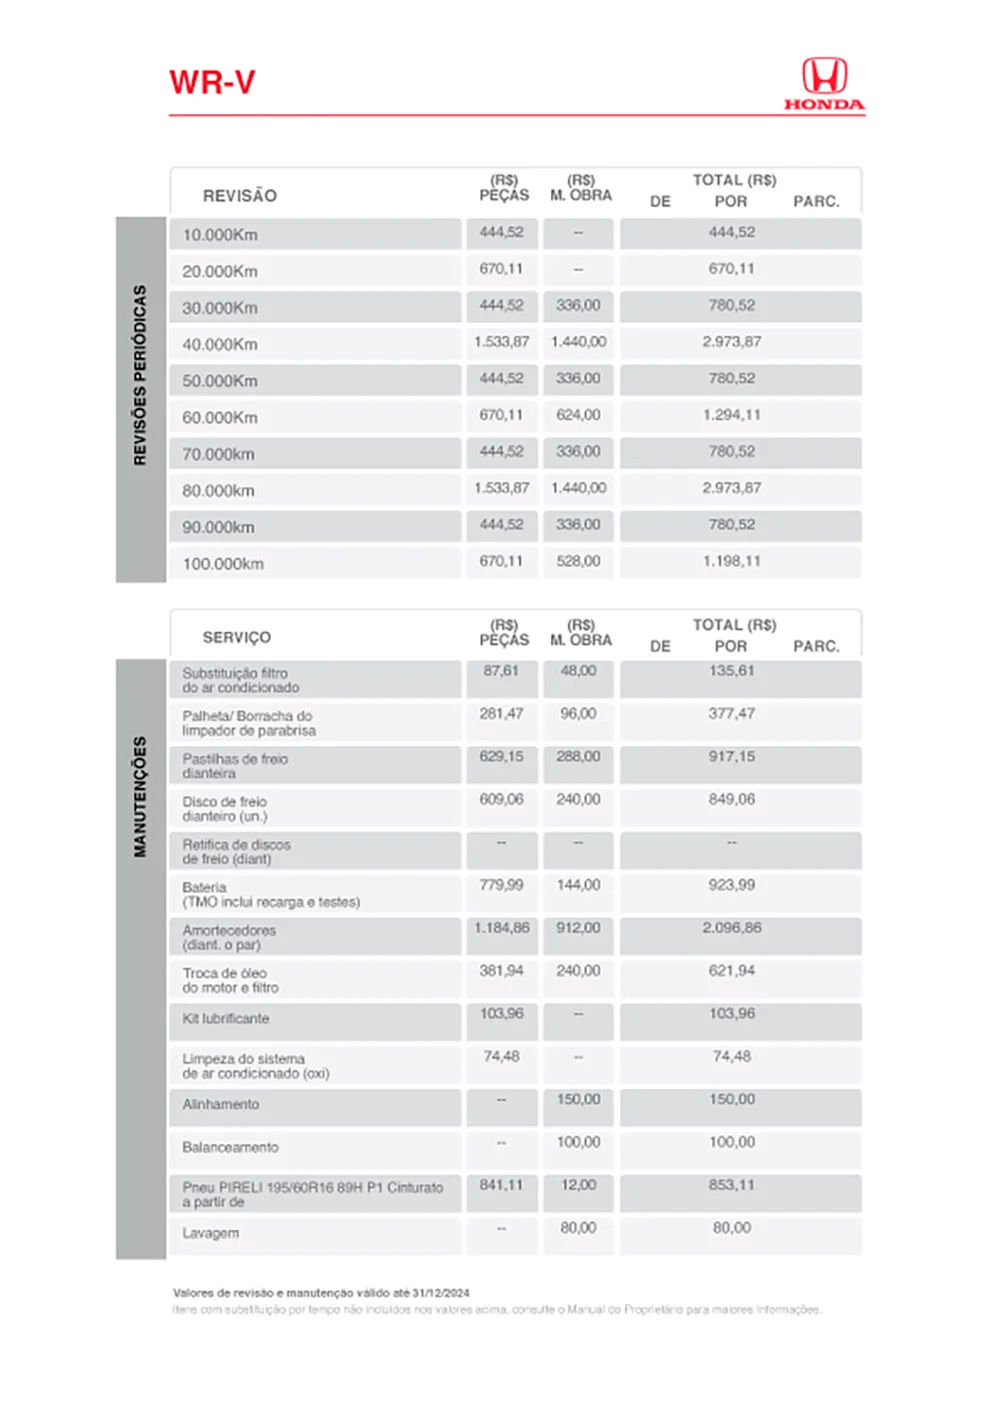 WR-V
HONDA
REVISÃO (R$) PEÇAS (R$) M. OBRA TOTAL (R$) DE POR PARC.
REVISÕES PERIÓDICAS
10.000Km 444,52 -- 444,52
20.000Km 670,11 -- 670,11
30.000Km 444,52 336,00 780,52
40.000Km 1.533,87 1.440,00 2.973,87
50.000Km 444,52 336,00 780,52
60.000Km 670,11 624,00 1.294,11
70.000km 444,52 336,00 780,52
80.000km 1.533,87 1.440,00 2.973,87
90.000km 444,52 336,00 780,52
100.000km 670,11 528,00 1.198,11
SERVIÇO (R$) PEÇAS (R$) M. OBRA TOTAL (R$) DE POR PARC.
MANUTENÇÕES
Substituição filtro 87,61 48,00 135,61
do ar condicionado
Palheta/ Borracha do 281,47 96,00 377,47
limpador de parabrisa
Pastilhas de freio 629,15 288,00 917,15
dianteira
Disco de freio 609,06 240,00 849,06
dianteiro (un.)
Retífica de discos -- -- --
de freio (diant)
Bateria 779,99 144,00 923,99
(TMO inclui recarga e testes)
Amortecedores 1.184,86 912,00 2.096,86
(diant. o par)
Troca de óleo 381,94 240,00 621,94
do motor e filtro
Kit lubrificante 103,96 -- 103,96
Limpeza do sistema 74,48 -- 74,48
de ar condicionado (oxi)
Alinhamento -- 150,00 150,00
Balanceamento -- 100,00 100,00
Pneu PIRELI 195/60R16 89H P1 Cinturato 841,11 12,00 853,11
a partir de
Lavagem -- 80,00 80,00
Valores de revisão e manutenção válido até 31/12/2024
Itens com substituição por tempo não incluídos nos valores acima, consulte o Manual do Proprietário para maiores Informações.